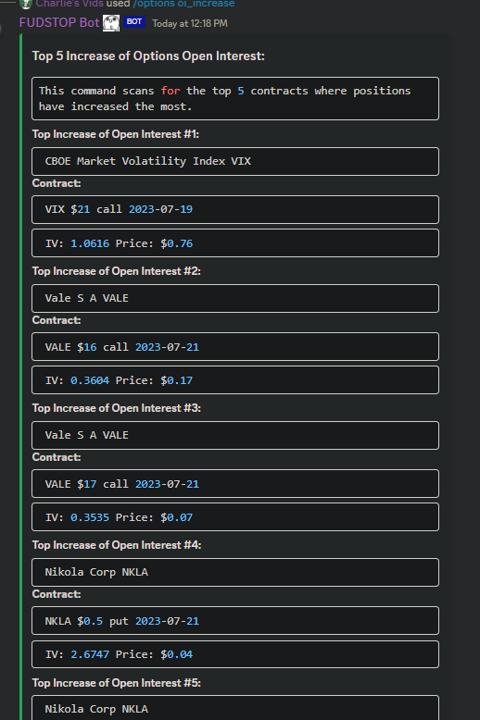 Charlie's Vids used /options oi_increase
FUDSTOP Bot BOT Today at 12:18 PM
Top 5 Increase of Options Open Interest:
This command scans for the top 5 contracts where positions
have increased the most.
Top Increase of Open Interest #1:
CBOE Market Volatility Index VIX
Contract:
VIX $21 call 2023-07-19
IV: 1.0616 Price: $0.76
Top Increase of Open Interest #2:
Vale S A VALE
Contract:
VALE $16 call 2023-07-21
IV: 0.3604 Price: $0.17
Top Increase of Open Interest #3:
Vale S A VALE
Contract:
VALE $17 call 2023-07-21
IV: 0.3535 Price: $0.07
Top Increase of Open Interest #4:
Nikola Corp NKLA
Contract:
NKLA $0.5 put 2023-07-21
IV: 2.6747 Price: $0.04
Top Increase of Open Interest #5:
Nikola Corp NKLA